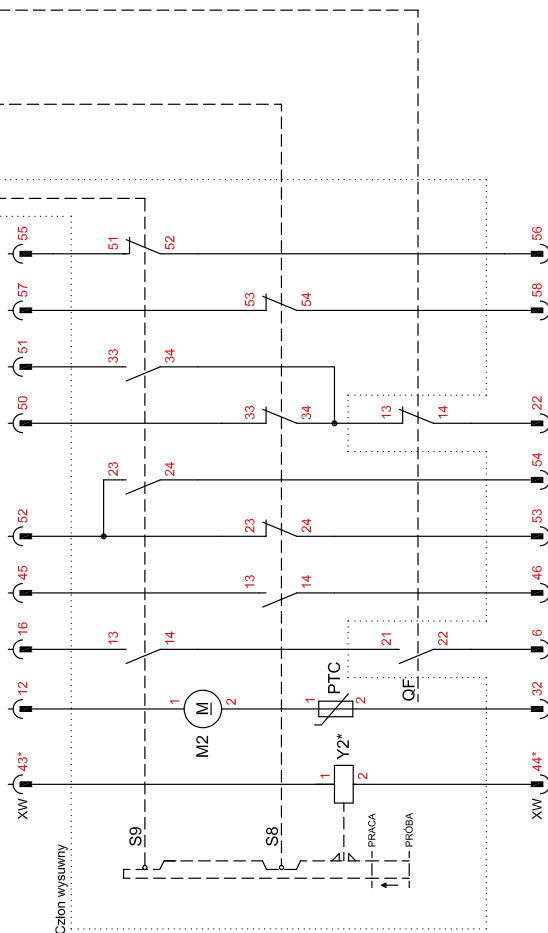 XW 43* 12 16 45 52 50 51 57 55
Człon wysuwny
S9
13 23 33 51
14 24 34 52
M2
1
M
2
S8
13 23 33 53
14 24 34 54
Y2*
1
2
PTC
1
2
QF
21 13
22 14
PRACA
PRÓBA
XW 44* 32 6 46 53 54 22 58 56